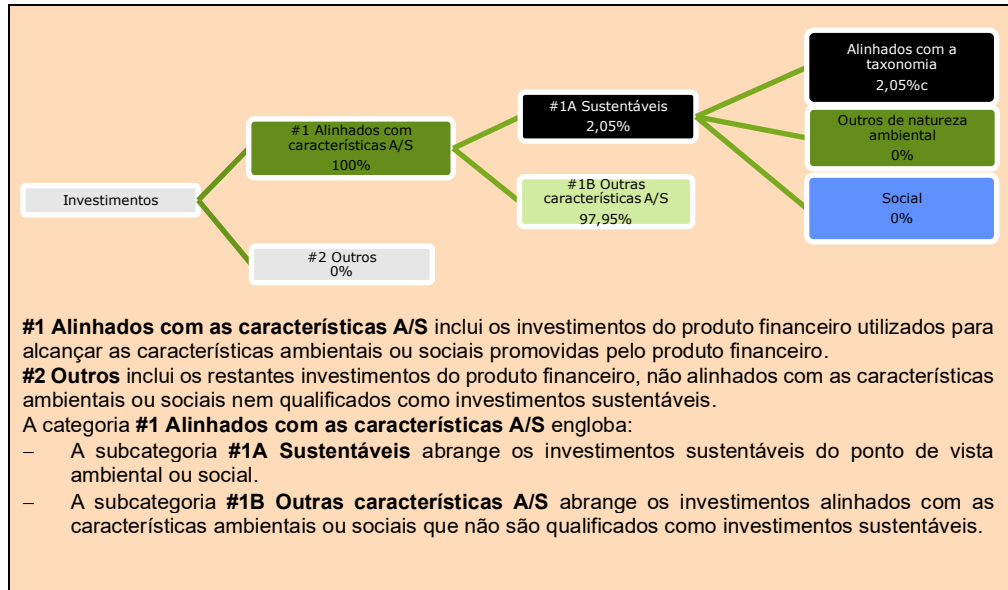 Investimentos
#1 Alinhados com
características A/S
100%
#2 Outros
0%
#1A Sustentáveis
2,05%
#1B Outras
características A/S
97,95%
Alinhados com a
taxonomia
2,05%c
Outros de natureza
ambiental
0%
Social
0%
#1 Alinhados com as características A/S inclui os investimentos do produto financeiro utilizados para
alcançar as características ambientais ou sociais promovidas pelo produto financeiro.
#2 Outros inclui os restantes investimentos do produto financeiro, não alinhados com as características
ambientais ou sociais nem qualificados como investimentos sustentáveis.
A categoria #1 Alinhados com as características A/S engloba:
– A subcategoria #1A Sustentáveis abrange os investimentos sustentáveis do ponto de vista
ambiental ou social.
– A subcategoria #1B Outras características A/S abrange os investimentos alinhados com as
características ambientais ou sociais que não são qualificados como investimentos sustentáveis.